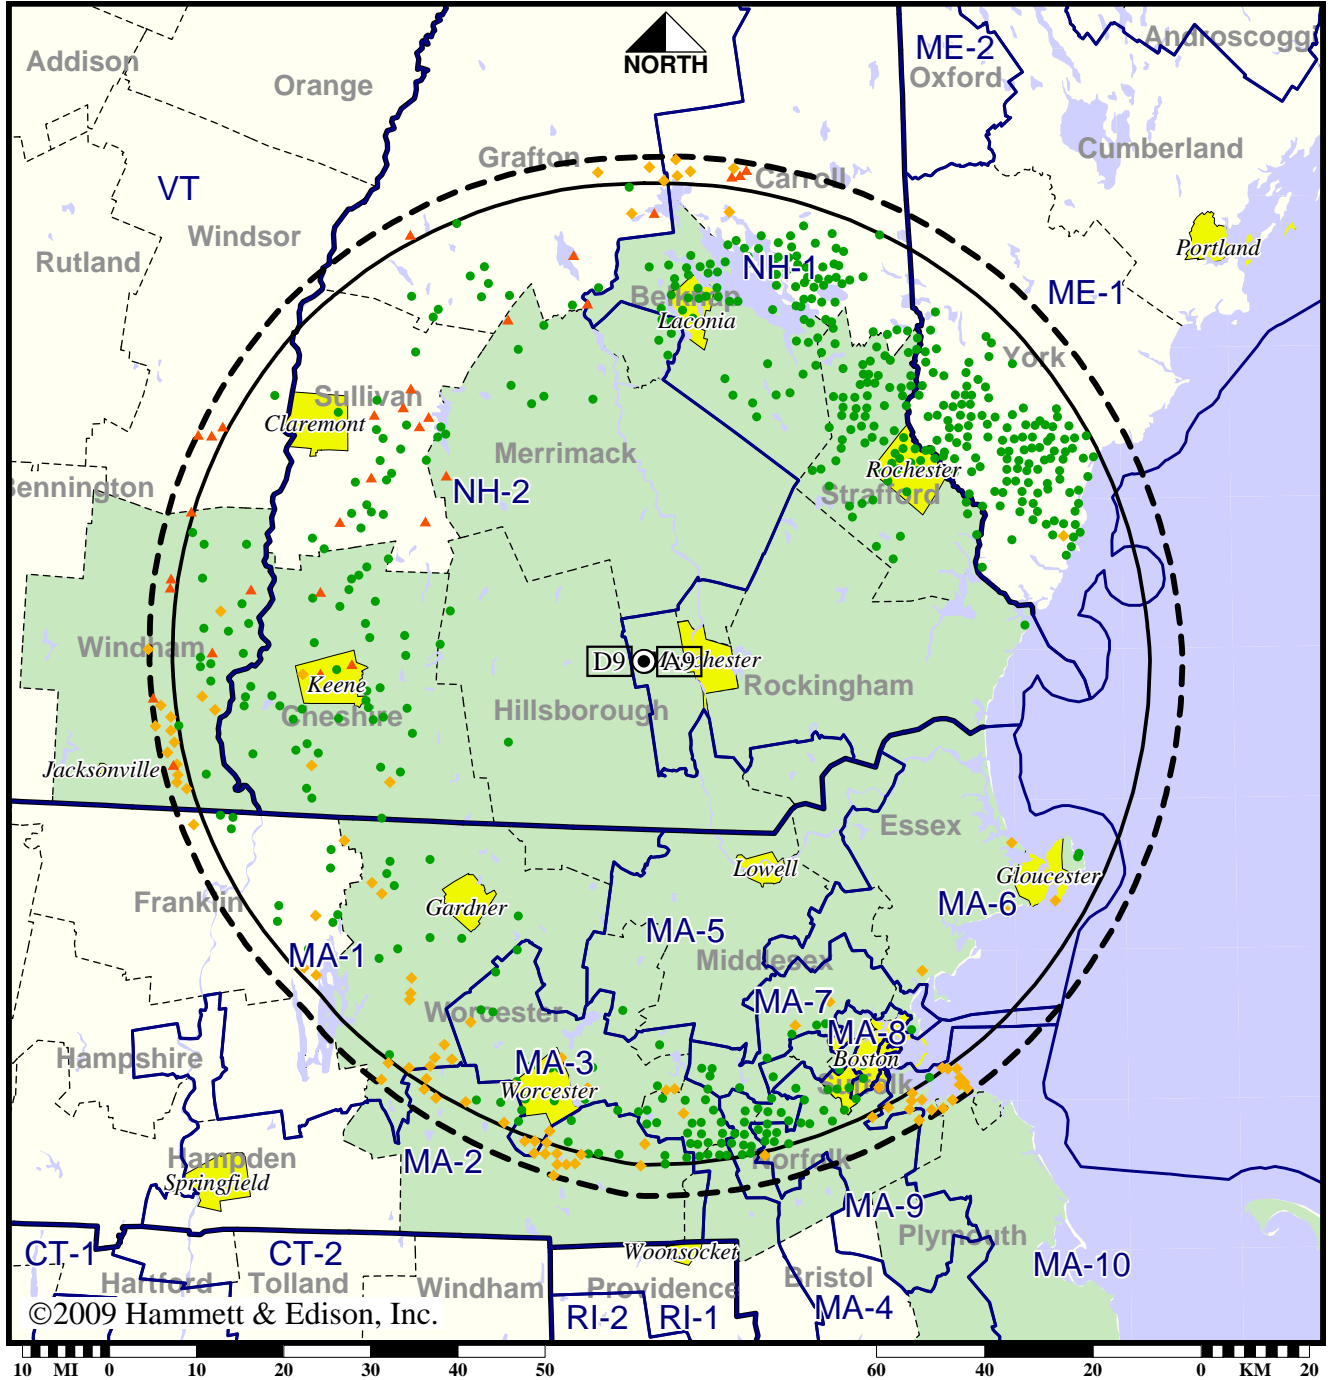 Androscoggi
ME-2
Addison
NORTH
Oxford
Orange
Cumberland
Grafton
Carroll
VT
Windsor
Portland
Rutland
NH-1
ME-1
Belknap
Laconia
York
Sullivan
Claremont
Merrimack
Rochester
Bennington
NH-2
Strafford
Windham
D9
A9
Manchester
Keene
Rockingham
Cheshire
Hillsborough
Jacksonville
Essex
Lowell
Gloucester
Franklin
Gardner
MA-6
MA-5
MA-1
Middlesex
MA-7
Worcester
MA-8
Hampshire
MA-3
Boston
Suffolk
Worcester
Hampden
MA-2
Norfolk
Springfield
MA-9
Plymouth
CT-1
CT-2
Woonsocket
MA-10
Hartford
Tolland
Windham
Providence
Bristol
©2009 Hammett & Edison, Inc.
RI-2
RI-1
MA-4
10 MI 0 10 20 30 40 50
60 40 20 0 KM 20